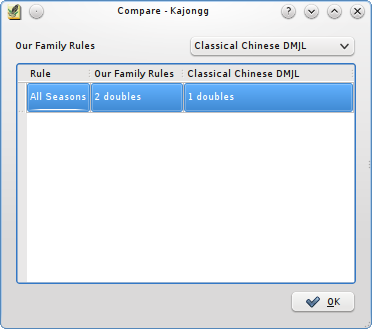 Compare - Kajongg
Our Family Rules Classical Chinese DMJL
Rule Our Family Rules Classical Chinese DMJL
All Seasons 2 doubles 1 doubles
OK